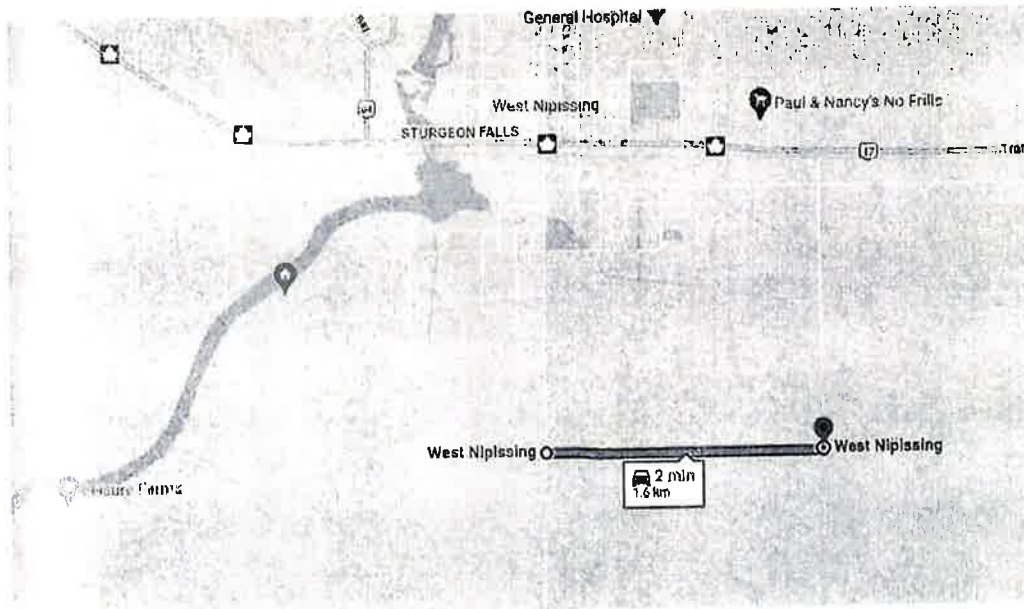 General Hospital
64
West Nipissing
Paul & Nancy's No Frills
STURGEON FALLS
17
West Nipissing
West Nipissing
2 min
1.6 km